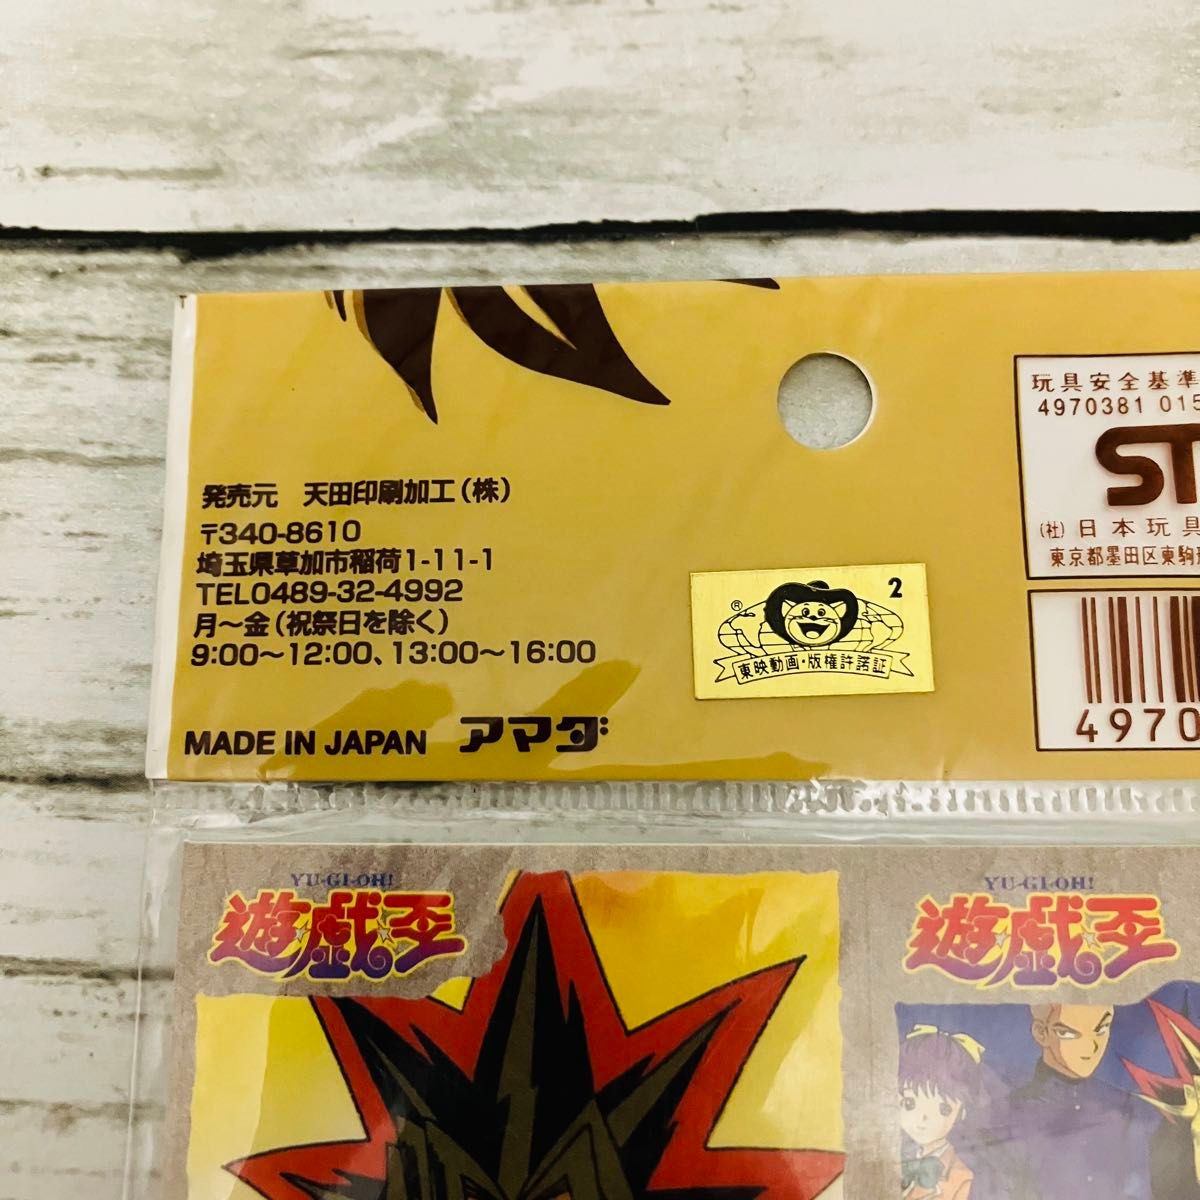 発売元 天田印刷加工(株)
〒340-8610
埼玉県草加市稲荷1-11-1
TEL0489-32-4992
月〜金(祝祭日を除く)
9:00〜12:00、13:00〜16:00
MADE IN JAPAN アマダ
® 2
東映動画・版権許諾証
玩具安全基準
4970381 015
ST
(社)日本玩具
東京都墨田区東駒
4970
YU-GI-OH!
遊☆戯☆王
YU-GI-OH!
遊☆戯☆王